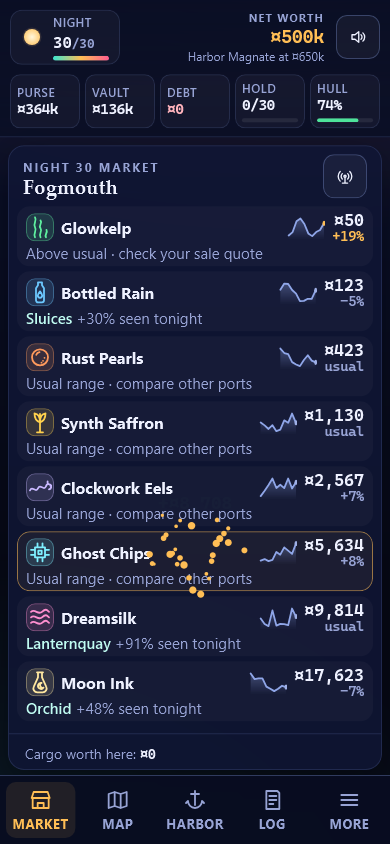 NIGHT
30/30
NET WORTH
¤500k
Harbor Magnate at ¤650k
PURSE
¤364k
VAULT
¤136k
DEBT
¤0
HOLD
0/30
HULL
74%
NIGHT 30 MARKET
Fogmouth
Glowkelp
¤50
+19%
Above usual · check your sale quote
Bottled Rain
¤123
−5%
Sluices +30% seen tonight
Rust Pearls
¤423
usual
Usual range · compare other ports
Synth Saffron
¤1,130
usual
Usual range · compare other ports
Clockwork Eels
¤2,567
+7%
Usual range · compare other ports
Ghost Chips
¤5,634
+8%
Usual range · compare other ports
Dreamsilk
¤9,814
usual
Lanternquay +91% seen tonight
Moon Ink
¤17,623
−7%
Orchid +48% seen tonight
Cargo worth here: ¤0
MARKET
MAP
HARBOR
LOG
MORE